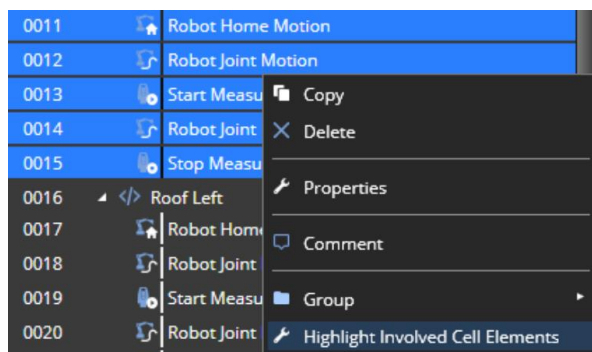 0011 Robot Home Motion
0012 Robot Joint Motion
0013 Start Measu
Copy
0014 Robot Joint
Delete
0015 Stop Measu
Properties
0016 </> Roof Left
0017 Robot Home
Comment
0018 Robot Joint
0019 Start Measu
Group
0020 Robot Joint
Highlight Involved Cell Elements